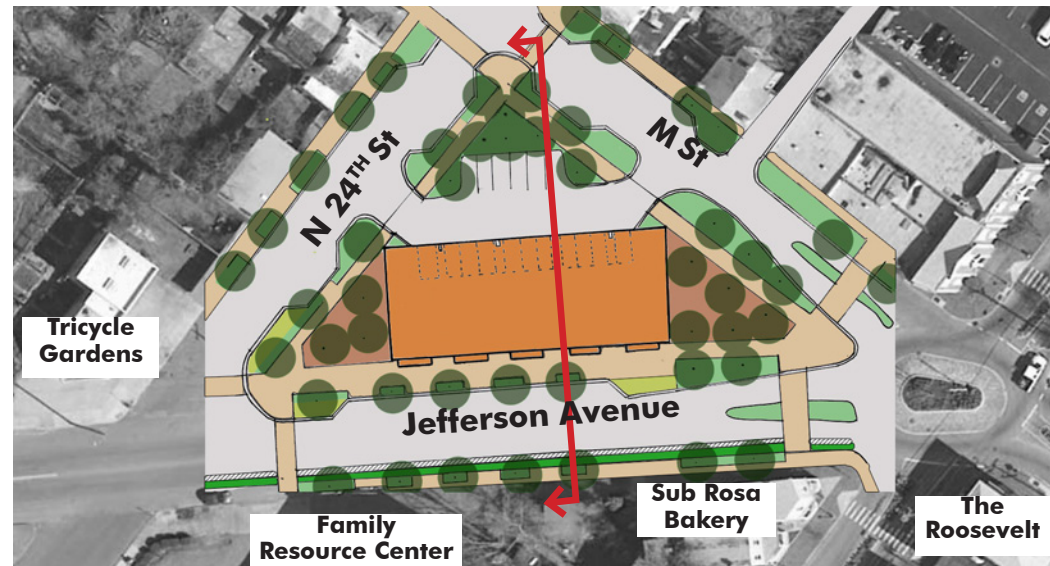 N 24TH St
M St
Tricycle
Gardens
Jefferson Avenue
Family
Resource Center
Sub Rosa
Bakery
The
Roosevelt